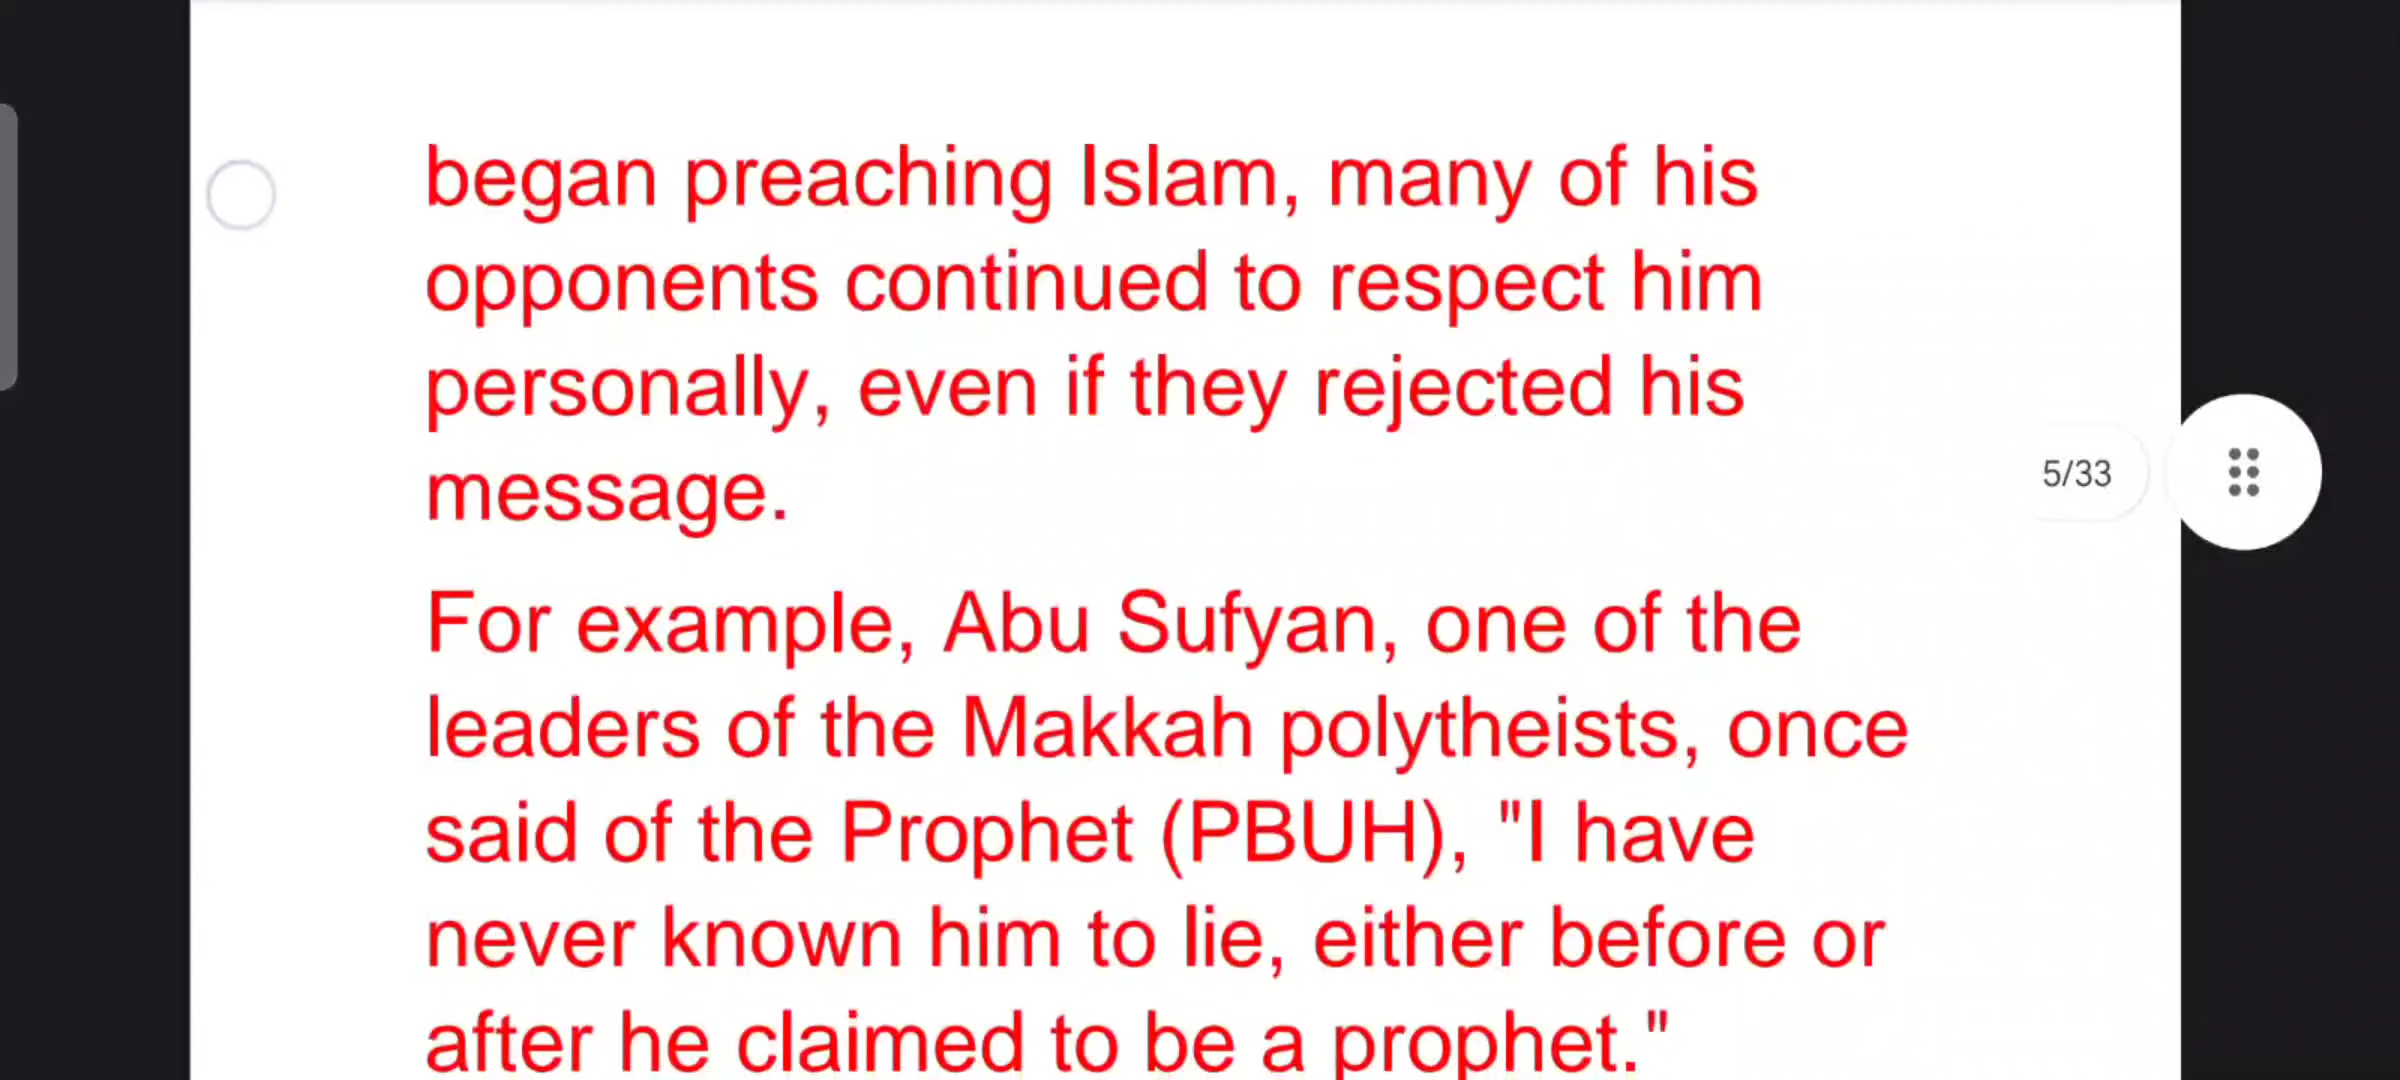 began preaching Islam, many of his
opponents continued to respect him
personally, even if they rejected his
message.
5/33
For example, Abu Sufyan, one of the
leaders of the Makkah polytheists, once
said of the Prophet (PBUH), "I have
never known him to lie, either before or
after he claimed to be a prophet."